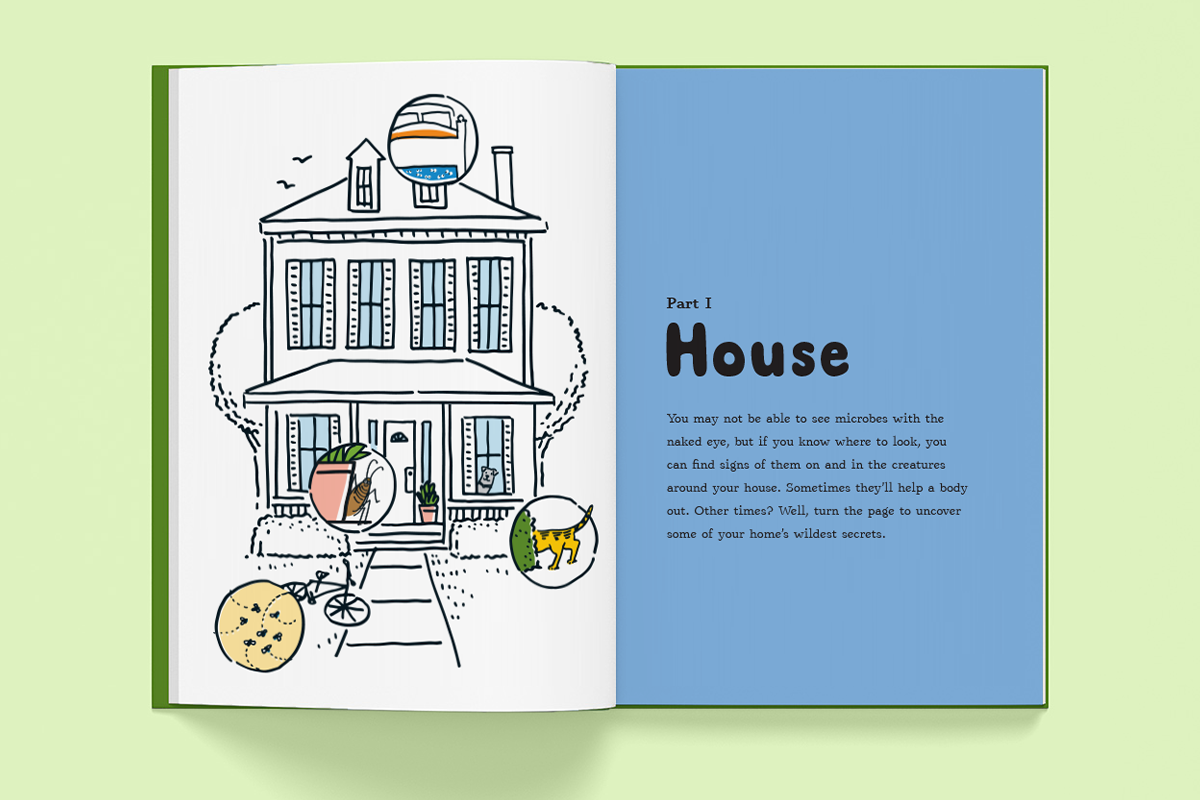 Part I
House
You may not be able to see microbes with the
naked eye, but if you know where to look, you
can find signs of them on and in the creatures
around your house. Sometimes they'll help a body
out. Other times? Well, turn the page to uncover
some of your home's wildest secrets.